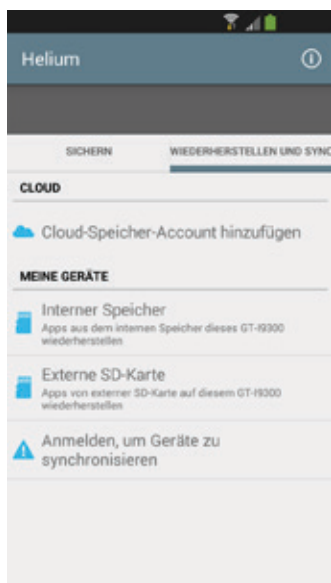 Helium
SICHERN
WIEDERHERSTELLEN UND SYNC
CLOUD
Cloud-Speicher-Account hinzufügen
MEINE GERÄTE
Interner Speicher
Apps aus dem internen Speicher dieses GT-I9300
wiederherstellen
Externe SD-Karte
Apps von externer SD-Karte auf diesem GT-I9300
wiederherstellen
Anmelden, um Geräte zu
synchronisieren